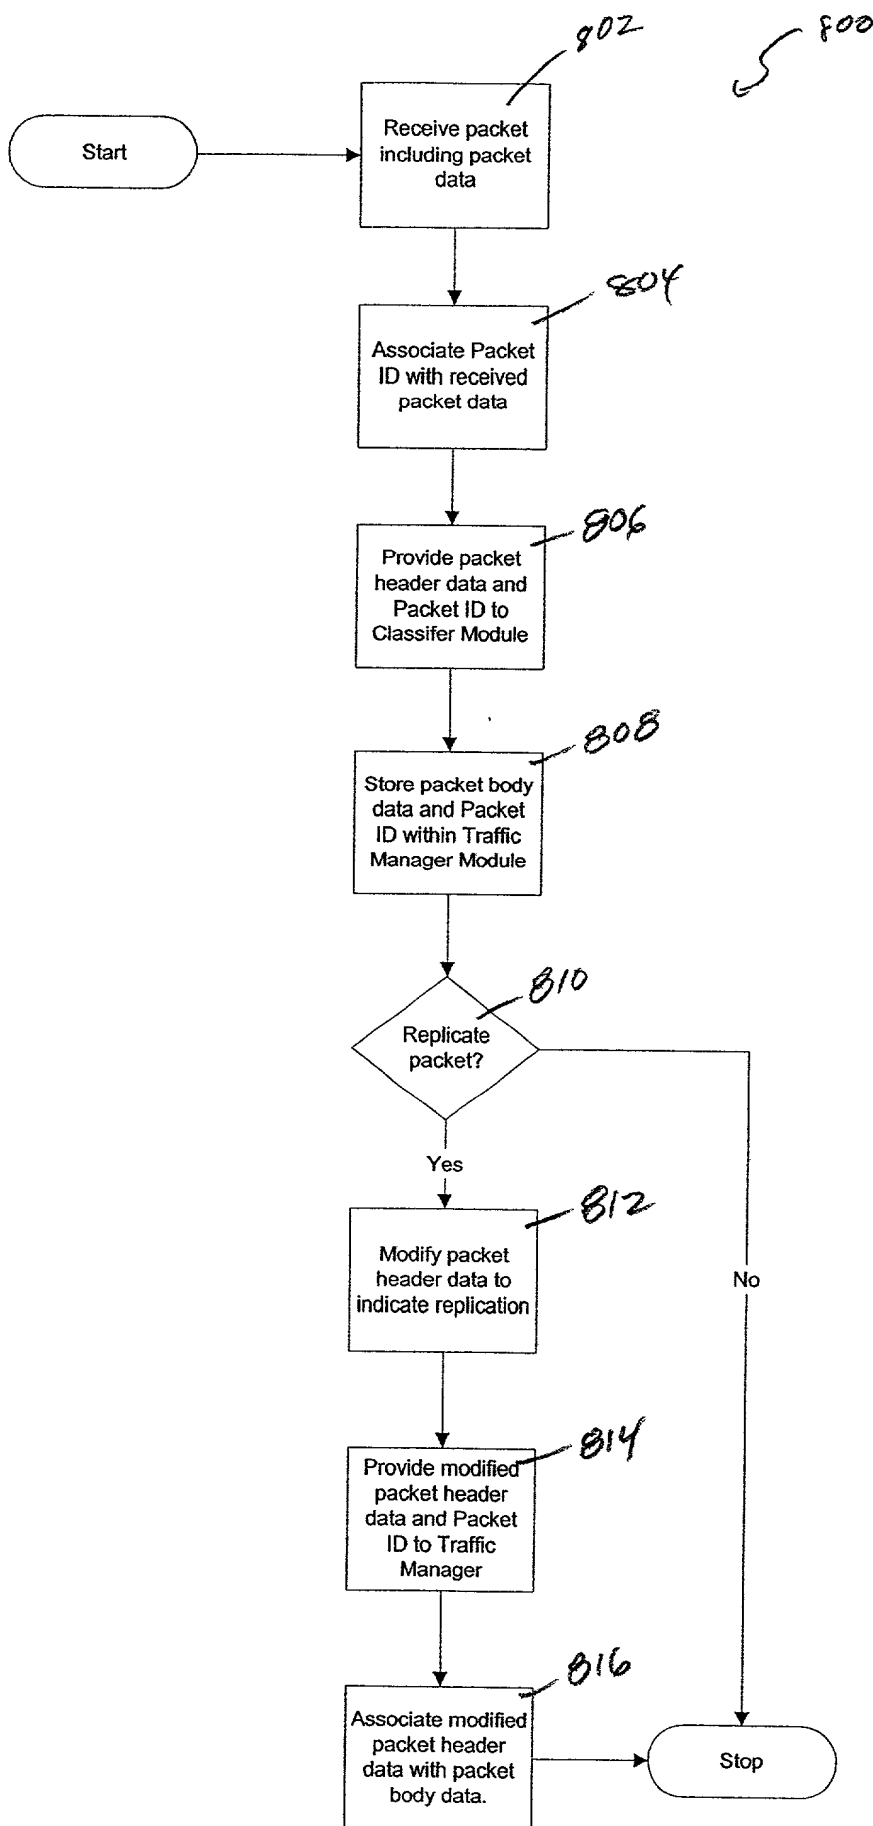 802
800
Start
Receive packet
including packet
data
804
Associate Packet
ID with received
packet data
806
Provide packet
header data and
Packet ID to
Classifer Module
808
Store packet body
data and Packet
ID within Traffic
Manager Module
810
Replicate
packet?
Yes
812
Modify packet
header data to
indicate replication
No
814
Provide modified
packet header
data and Packet
ID to Traffic
Manager
816
Associate modified
packet header
data with packet
body data.
Stop